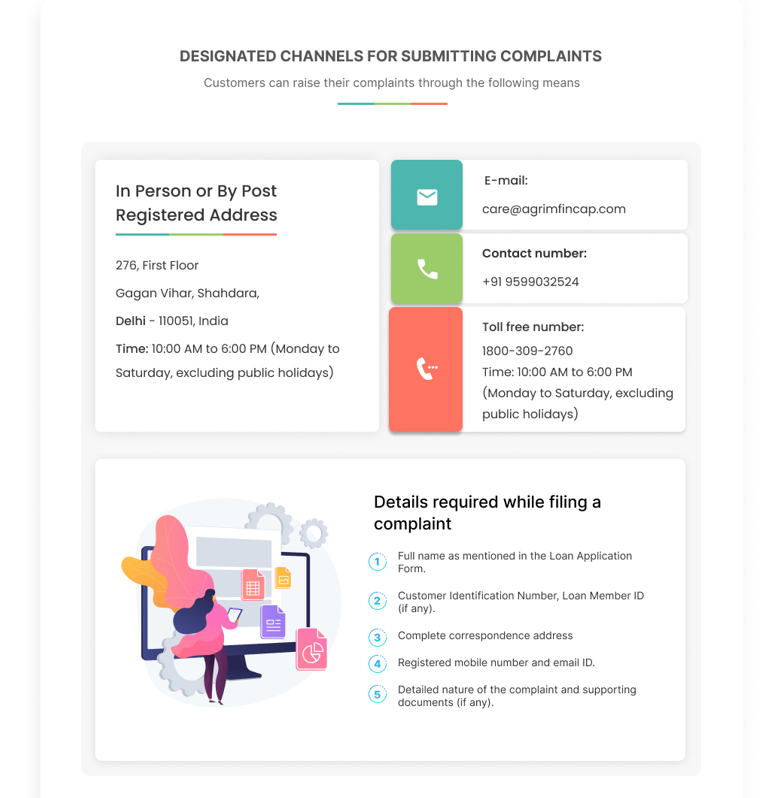 DESIGNATED CHANNELS FOR SUBMITTING COMPLAINTS
Customers can raise their complaints through the following means
In Person or By Post
Registered Address
276, First Floor
Gagan Vihar, Shahdara,
Delhi - 110051, India
Time: 10:00 AM to 6:00 PM (Monday to
Saturday, excluding public holidays)
E-mail:
care@agrimfincap.com
Contact number:
+91 9599032524
Toll free number:
1800-309-2760
Time: 10:00 AM to 6:00 PM
(Monday to Saturday, excluding
public holidays)
Details required while filing a
complaint
1 Full name as mentioned in the Loan Application
Form.
2 Customer Identification Number, Loan Member ID
(if any).
3 Complete correspondence address
4 Registered mobile number and email ID.
5 Detailed nature of the complaint and supporting
documents (if any).